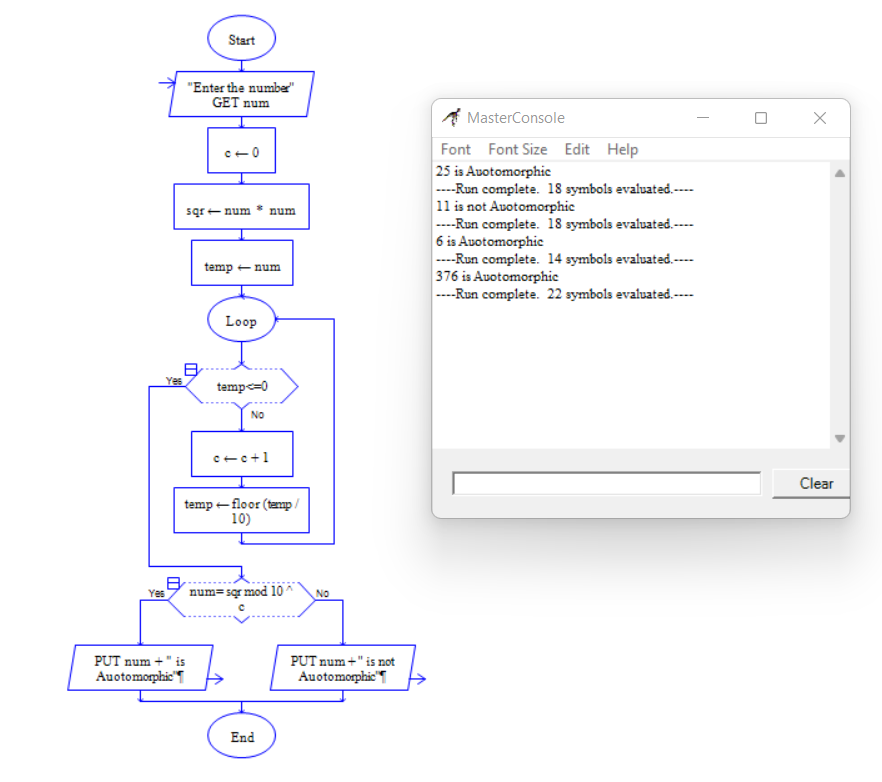 Start
"Enter the number"
GET num
c ← 0
sqr ← num * num
temp ← num
Loop
Yes
temp<=0
No
c ← c + 1
temp ← floor (temp /
10)
Yes
num= sqr mod 10 ^
c
No
PUT num + " is
Auotomorphic"¶
PUT num + " is not
Auotomorphic"¶
End
MasterConsole
Font Font Size Edit Help
25 is Auotomorphic
----Run complete. 18 symbols evaluated.----
11 is not Auotomorphic
----Run complete. 18 symbols evaluated.----
6 is Auotomorphic
----Run complete. 14 symbols evaluated.----
376 is Auotomorphic
----Run complete. 22 symbols evaluated.----
Clear